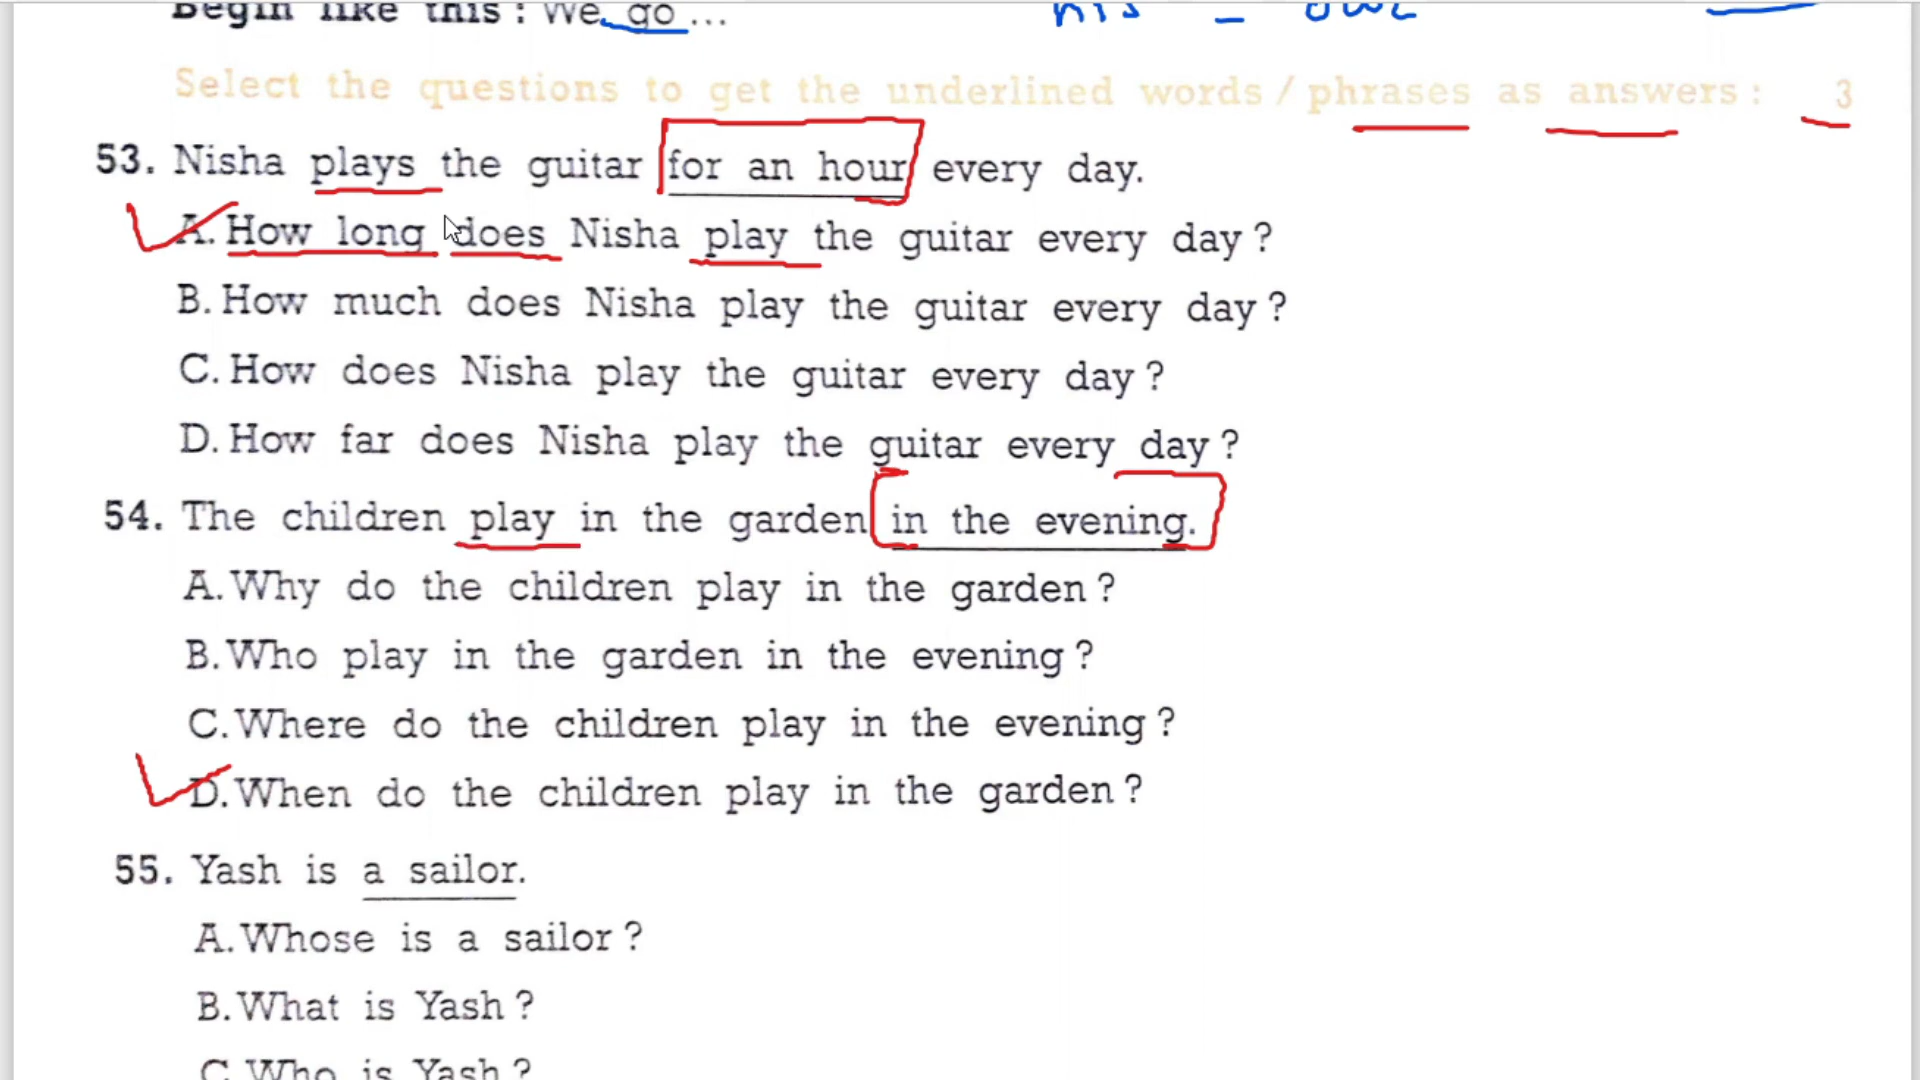 Begin like this : We go ...
his - our
Select the questions to get the underlined words / phrases as answers : 3
53. Nisha plays the guitar for an hour every day.
A. How long does Nisha play the guitar every day ?
B. How much does Nisha play the guitar every day ?
C. How does Nisha play the guitar every day ?
D. How far does Nisha play the guitar every day ?
54. The children play in the garden in the evening.
A. Why do the children play in the garden ?
B. Who play in the garden in the evening ?
C. Where do the children play in the evening ?
D. When do the children play in the garden ?
55. Yash is a sailor.
A. Whose is a sailor ?
B. What is Yash ?
C. Who is Yash ?